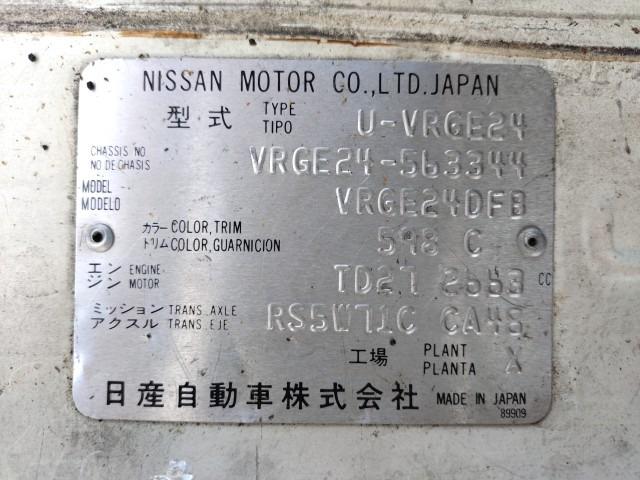 NISSAN MOTOR CO.,LTD.JAPAN
型式 TYPE TIPO U-VRGE24
CHASSIS NO NO DE CHASIS VRGE24-563344
MODEL MODELO VRGE24DFB
カラー COLOR,TRIM トリム COLOR,GUARNICION 598 C
エンジン ENGINE MOTOR TD27 2663 CC
ミッション TRANS. AXLE アクスル TRANS. EJE RS5W71C CA48
工場 PLANT PLANTA X
日産自動車株式会社 MADE IN JAPAN
89909